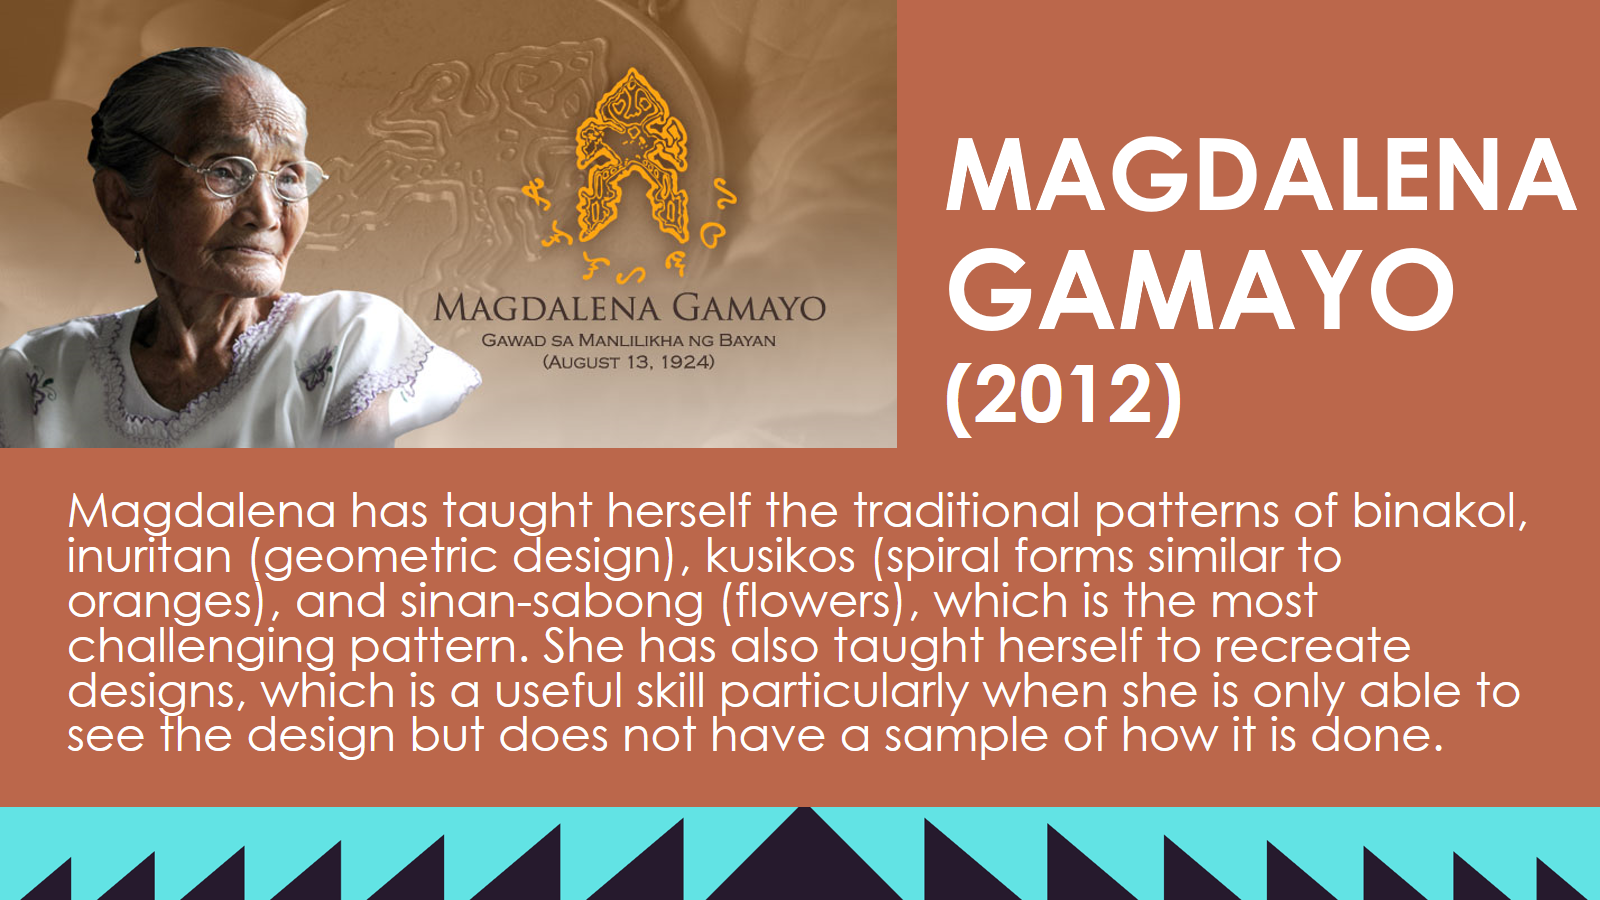 MAGDALENA GAMAYO
GAWAD SA MANLILIKHA NG BAYAN
(AUGUST 13, 1924)
MAGDALENA
GAMAYO
(2012)
Magdalena has taught herself the traditional patterns of binakol,
inuritan (geometric design), kusikos (spiral forms similar to
oranges), and sinan-sabong (flowers), which is the most
challenging pattern. She has also taught herself to recreate
designs, which is a useful skill particularly when she is only able to
see the design but does not have a sample of how it is done.